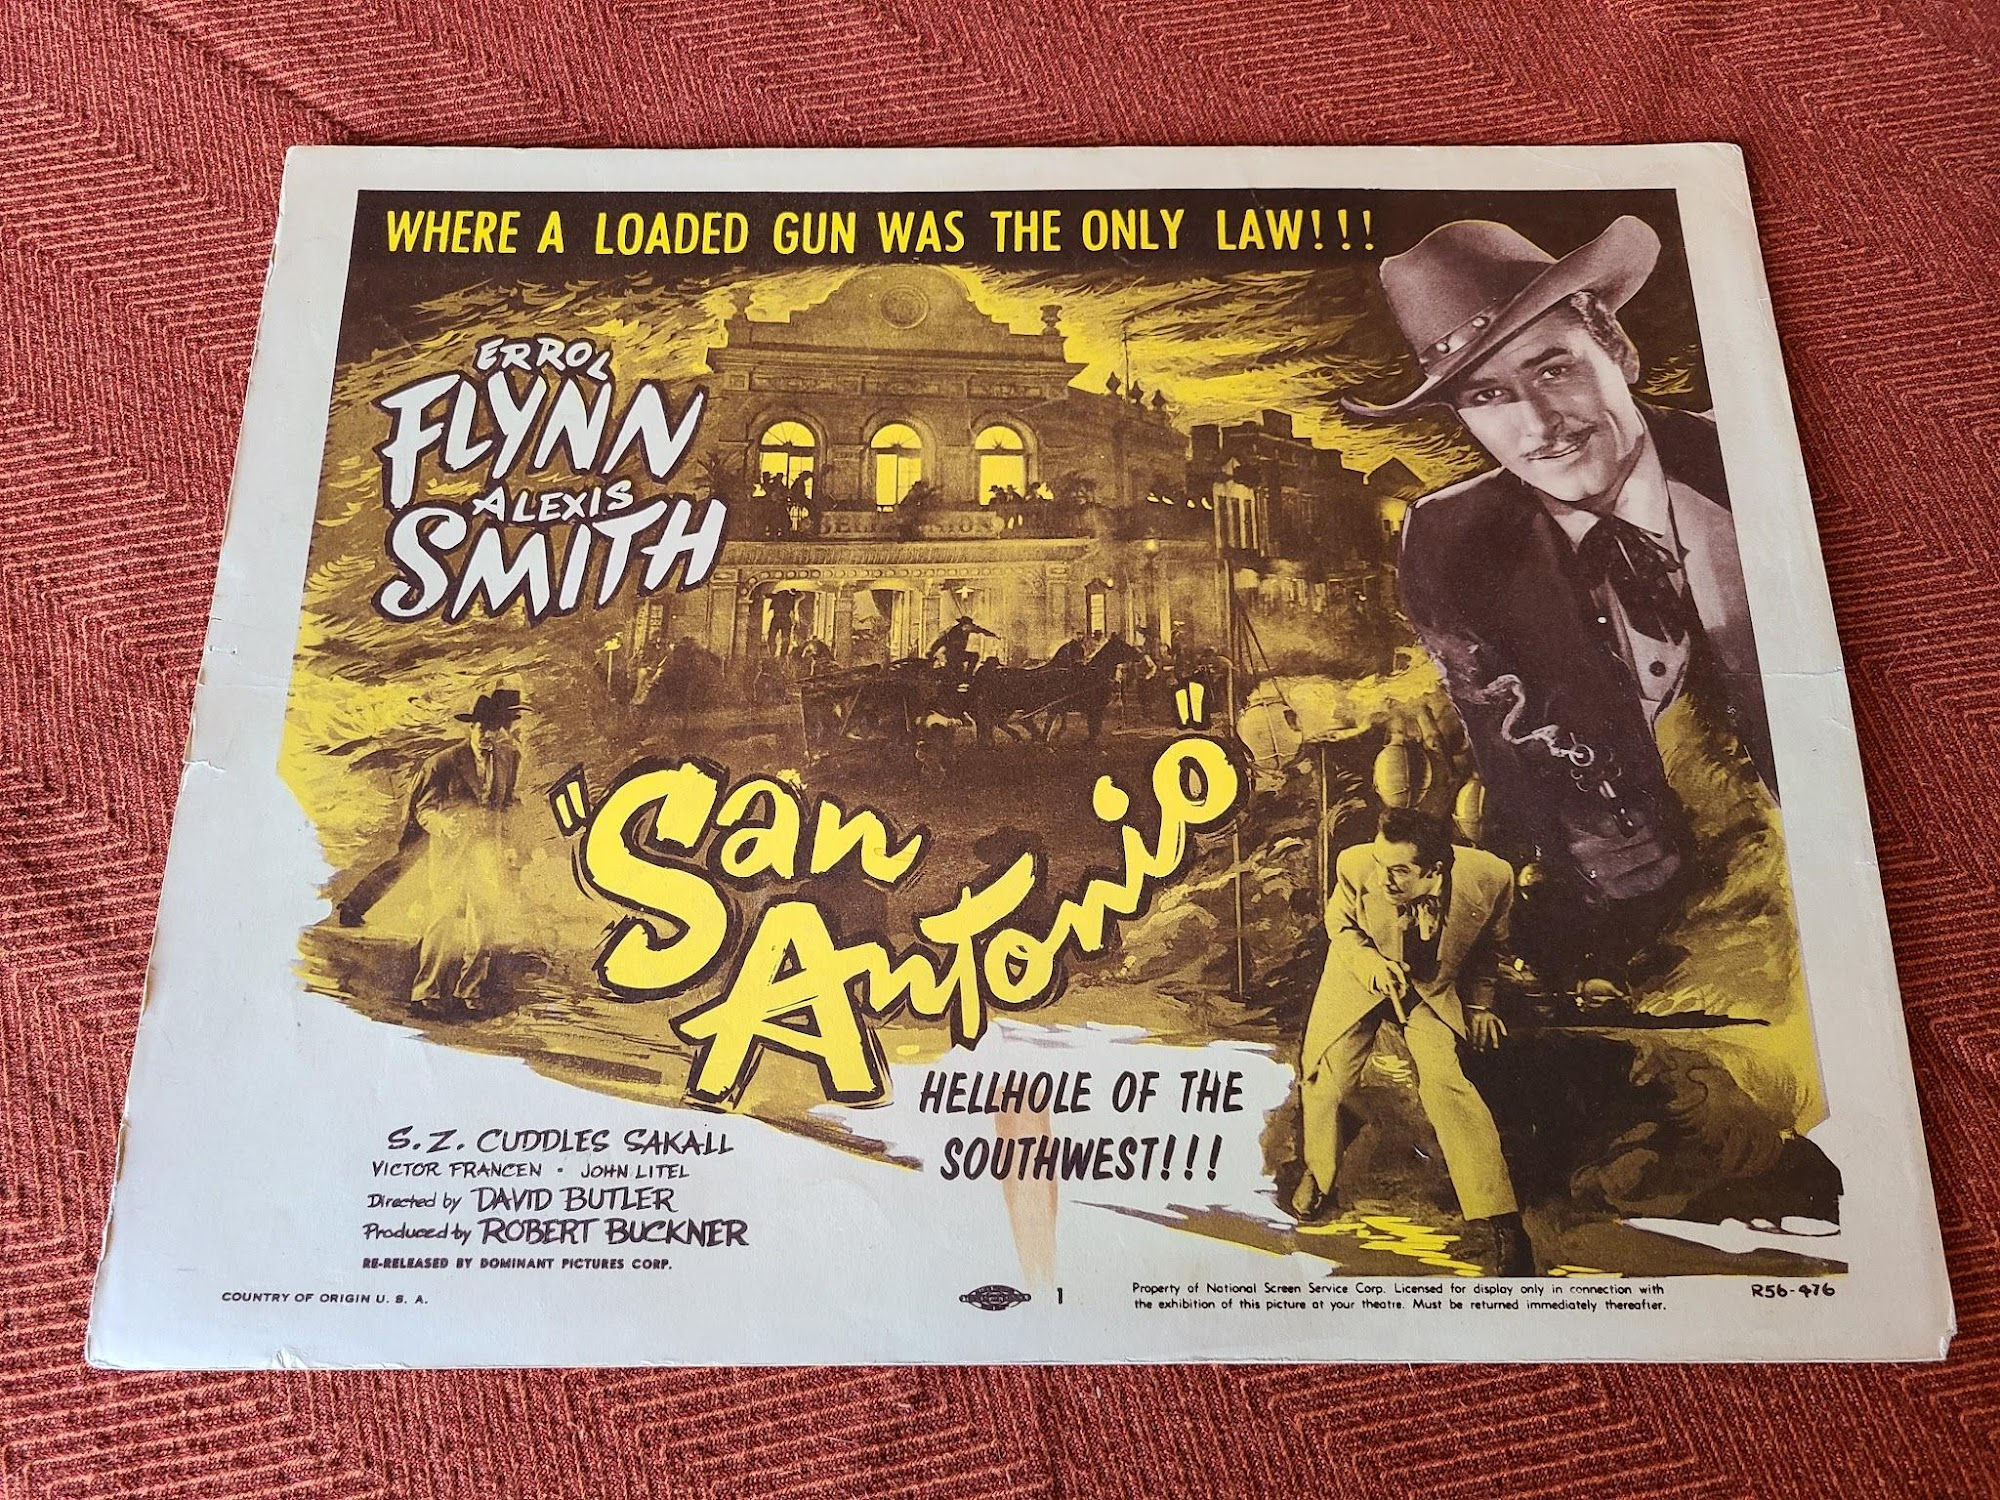 WHERE A LOADED GUN WAS THE ONLY LAW!!!
ERROL
FLYNN
ALEXIS
SMITH
"San
Antonio"
HELLHOLE OF THE
SOUTHWEST!!!
S. Z. CUDDLES SAKALL
VICTOR FRANCEN · JOHN LITEL
Directed by DAVID BUTLER
Produced by ROBERT BUCKNER
RE-RELEASED BY DOMINANT PICTURES CORP.
COUNTRY OF ORIGIN U. S. A.
1
Property of National Screen Service Corp. Licensed for display only in connection with
the exhibition of this picture at your theatre. Must be returned immediately thereafter.
R56-476